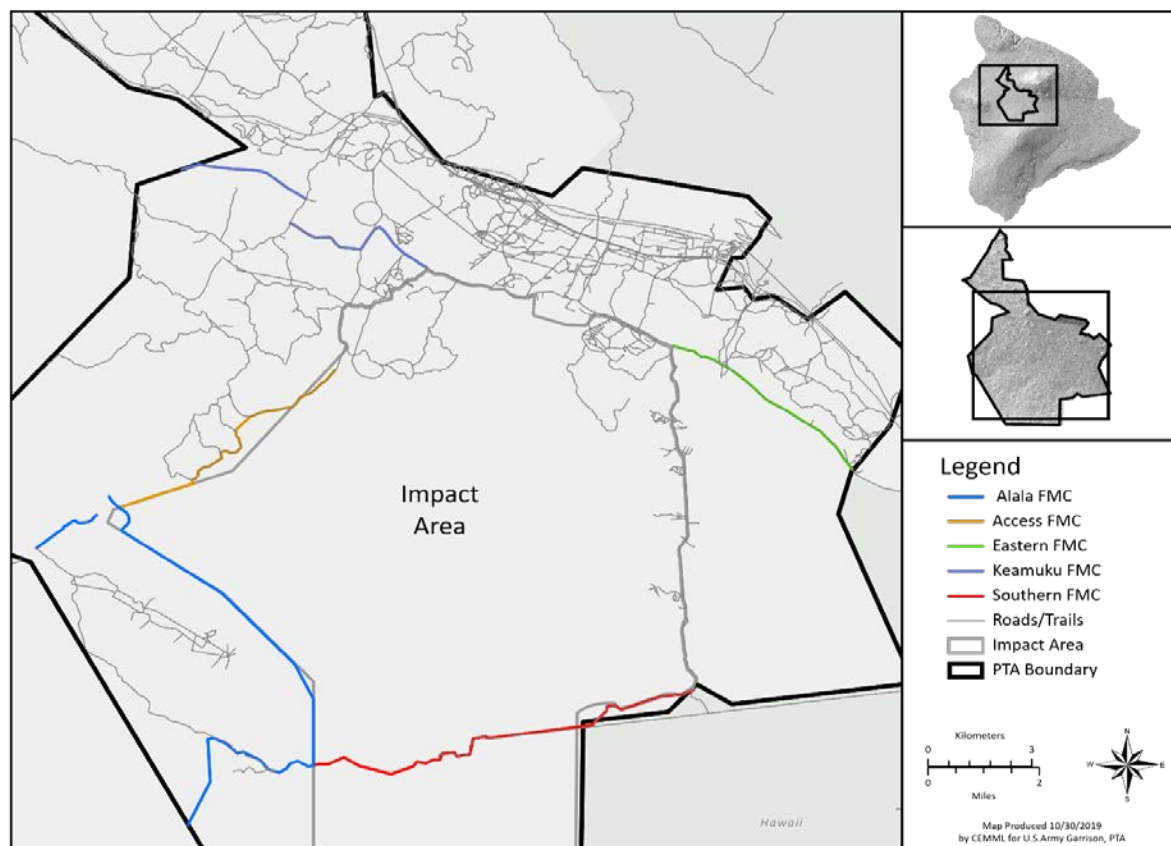 Impact
Area
Hawaii
Legend
Alala FMC
Access FMC
Eastern FMC
Keamuku FMC
Southern FMC
Roads/Trails
Impact Area
PTA Boundary
Kilometers
0 3
0 2
Miles
N
W E
S
Map Produced 10/30/2019
by CEMML for U.S.Army Garrison, PTA